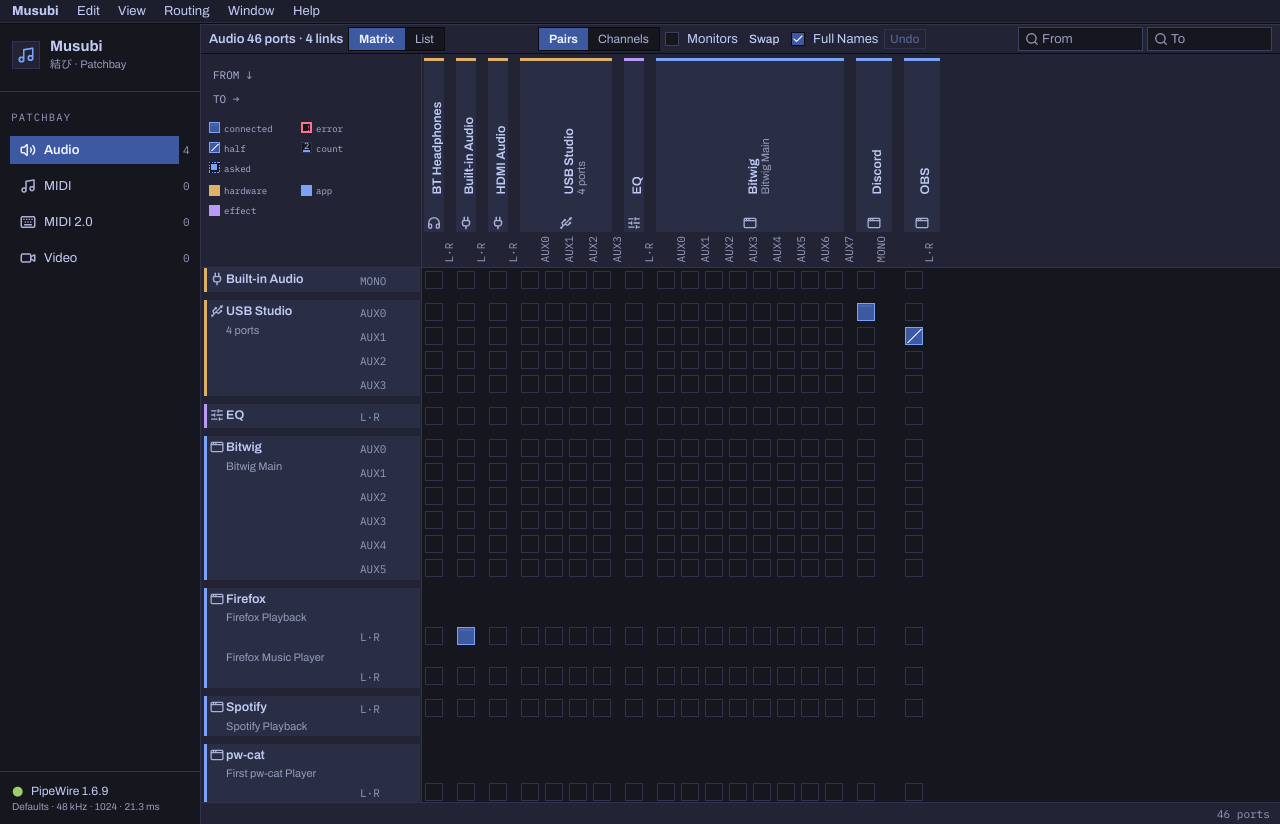 Musubi Edit View Routing Window Help
Musubi
結び · Patchbay
PATCHBAY
Audio 4
MIDI 0
MIDI 2.0 0
Video 0
PipeWire 1.6.9
Defaults · 48 kHz · 1024 · 21.3 ms
Audio 46 ports · 4 links Matrix List Pairs Channels Monitors Swap Full Names Undo From To
FROM ↓
TO →
connected error
half 2 count
asked
hardware app
effect
BT Headphones
Built-in Audio
HDMI Audio
USB Studio
4 ports
EQ
Bitwig
Bitwig Main
Discord
OBS
L·R L·R L·R AUX0 AUX1 AUX2 AUX3 L·R AUX0 AUX1 AUX2 AUX3 AUX4 AUX5 AUX6 AUX7 MONO L·R
Built-in Audio MONO
USB Studio AUX0
4 ports
AUX1
AUX2
AUX3
EQ L·R
Bitwig AUX0
Bitwig Main
AUX1
AUX2
AUX3
AUX4
AUX5
Firefox
Firefox Playback
L·R
Firefox Music Player
L·R
Spotify L·R
Spotify Playback
pw-cat
First pw-cat Player
L·R
46 ports